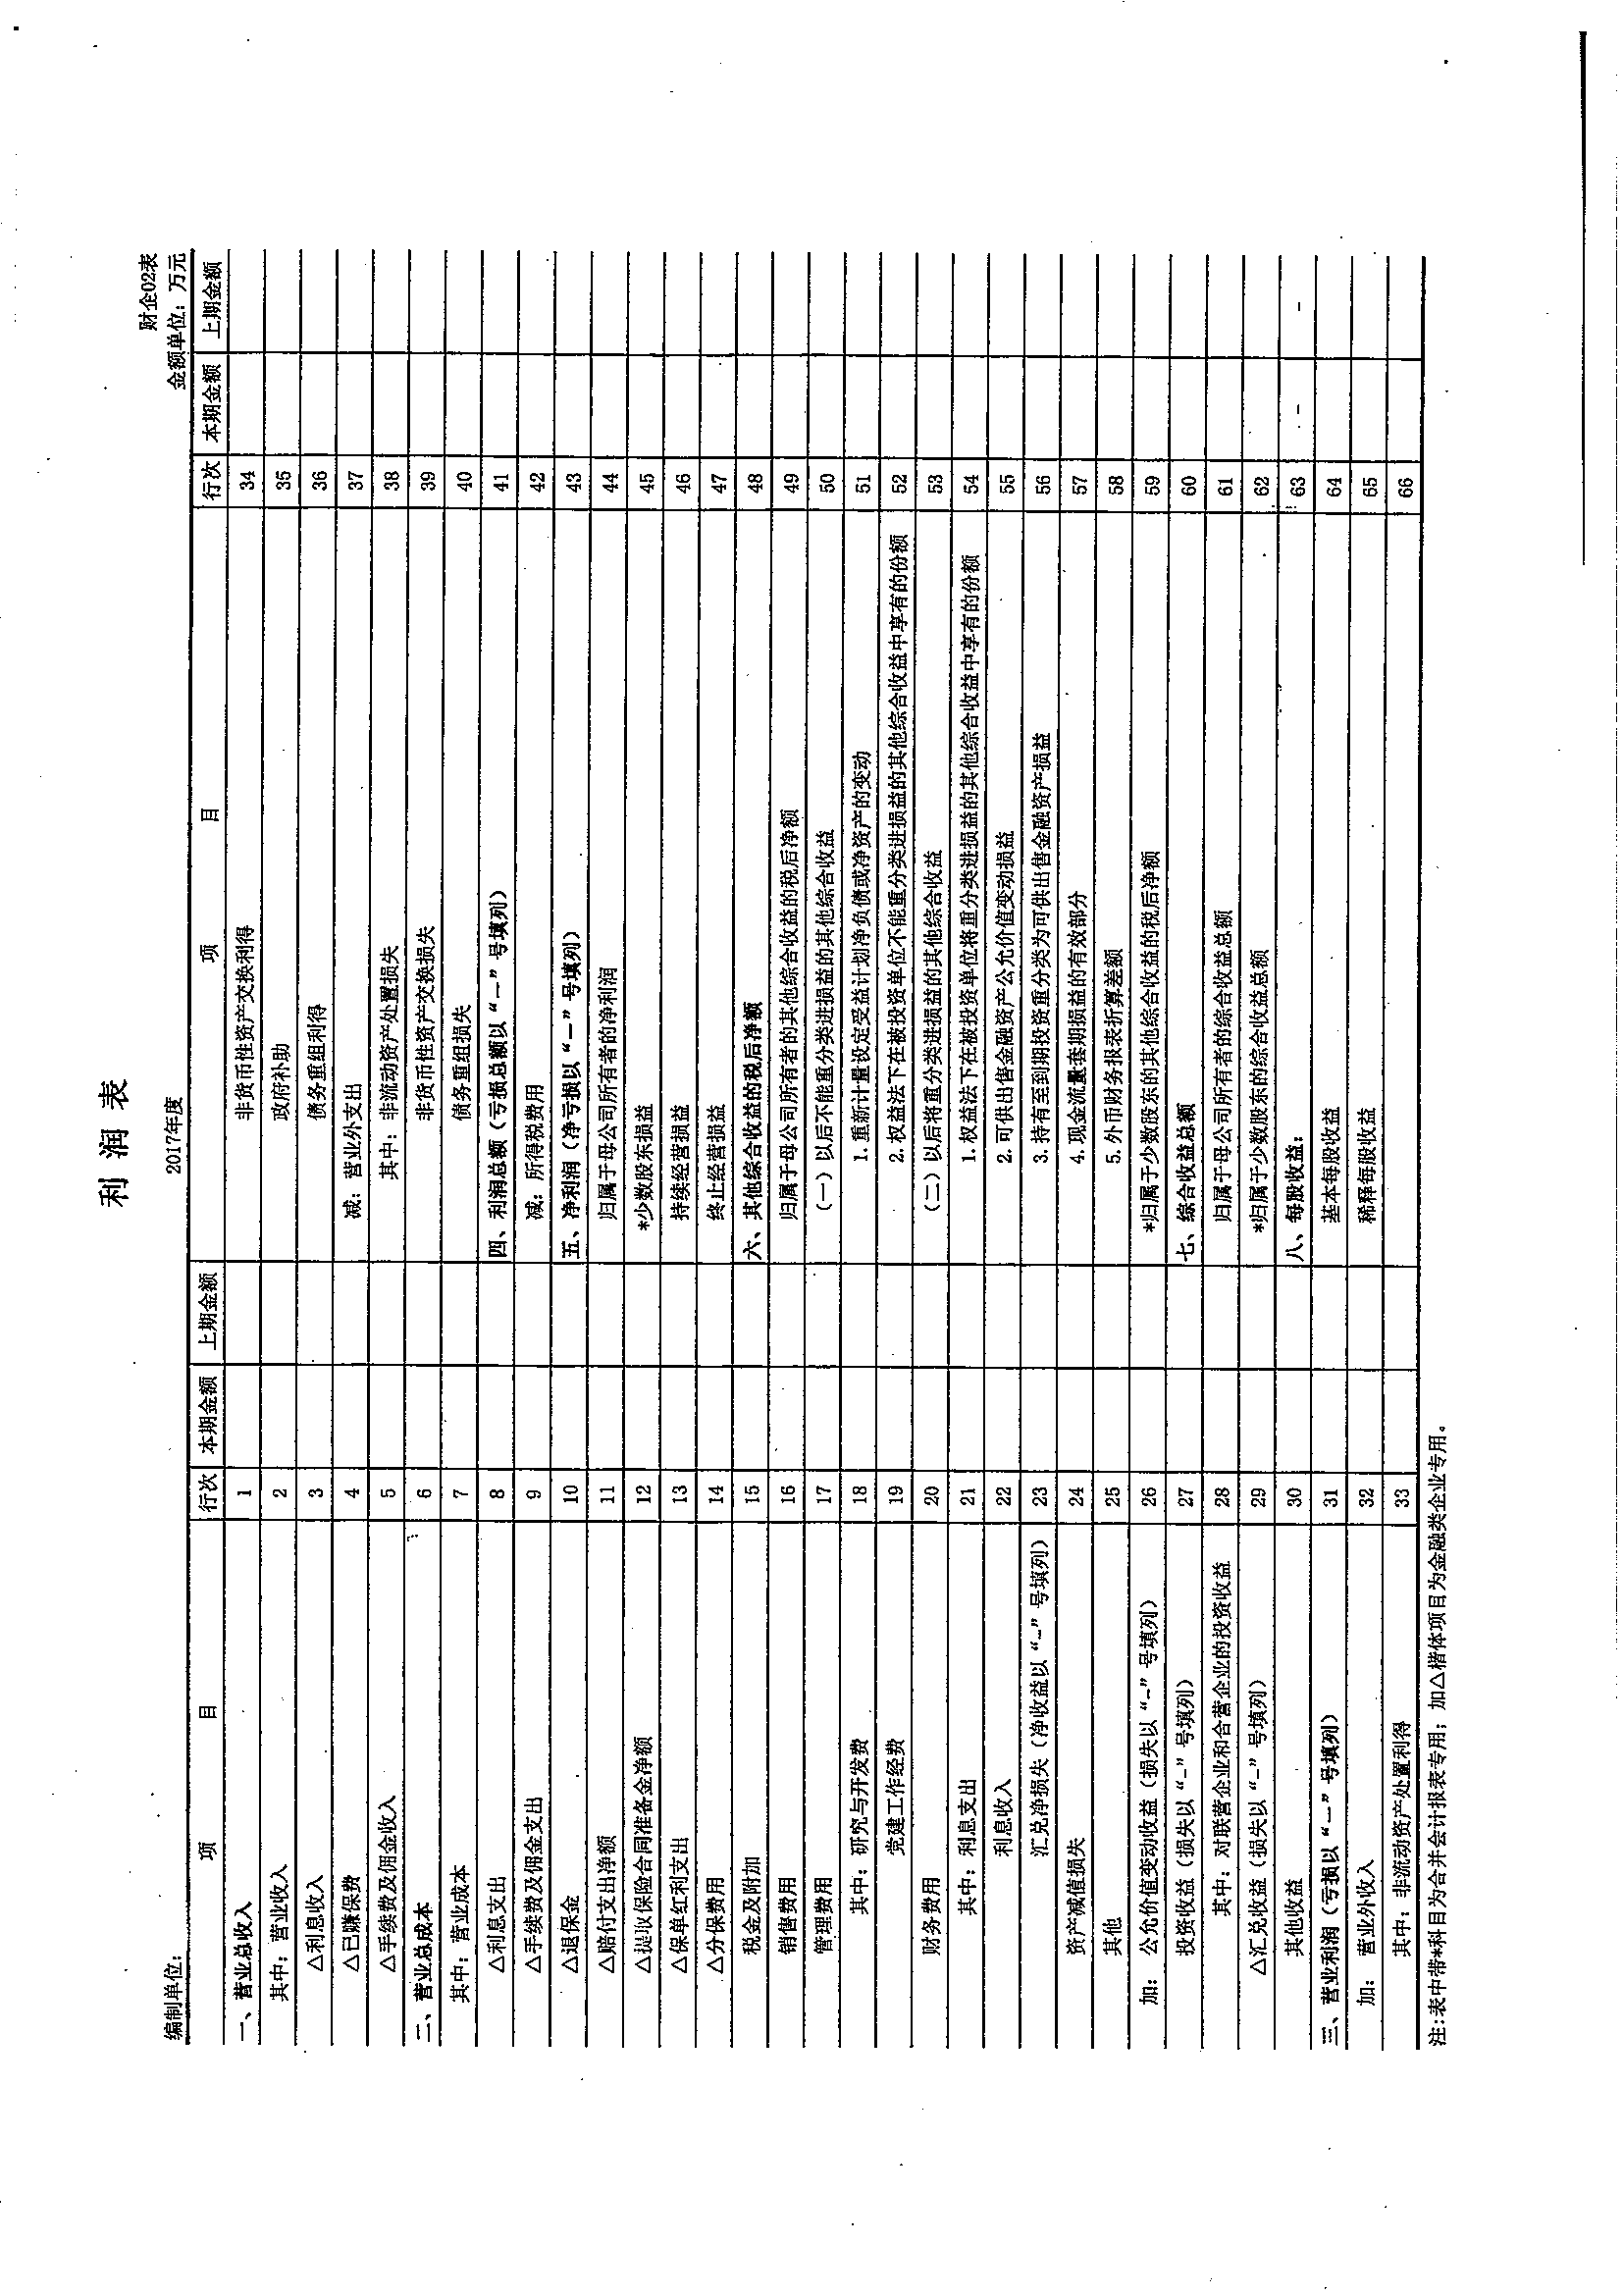 利 润 表
财企02表
编制单位： 2017年度 金额单位：万元
项 目 行次 本期金额 上期金额 项 目 行次 本期金额 上期金额
一、营业总收入 1 非货币性资产交换利得 34
其中：营业收入 2 政府补助 35
△利息收入 3 债务重组利得 36
△已赚保费 4 减：营业外支出 37
△手续费及佣金收入 5 其中：非流动资产处置损失 38
二、营业总成本 6 非货币性资产交换损失 39
其中：营业成本 7 债务重组损失 40
△利息支出 8 四、利润总额（亏损总额以“—”号填列） 41
△手续费及佣金支出 9 减：所得税费用 42
△退保金 10 五、净利润（净亏损以“—”号填列） 43
△赔付支出净额 11 归属于母公司所有者的净利润 44
△提取保险合同准备金净额 12 *少数股东损益 45
△保单红利支出 13 持续经营损益 46
△分保费用 14 终止经营损益 47
税金及附加 15 六、其他综合收益的税后净额 48
销售费用 16 归属于母公司所有者的其他综合收益的税后净额 49
管理费用 17 （一）以后不能重分类进损益的其他综合收益 50
其中：研究与开发费 18 1. 重新计量设定受益计划净负债或净资产的变动 51
党建工作经费 19 2. 权益法下在被投资单位不能重分类进损益的其他综合收益中享有的份额 52
财务费用 20 （二）以后将重分类进损益的其他综合收益 53
其中：利息支出 21 1. 权益法下在被投资单位将重分类进损益的其他综合收益中享有的份额 54
利息收入 22 2. 可供出售金融资产公允价值变动损益 55
汇兑净损失（净收益以“-”号填列） 23 3. 持有至到期投资重分类为可供出售金融资产损益 56
资产减值损失 24 4. 现金流量套期损益的有效部分 57
其他 25 5. 外币财务报表折算差额 58
加： 公允价值变动收益（损失以“-”号填列） 26 *归属于少数股东的其他综合收益的税后净额 59
投资收益（损失以“-”号填列） 27 七、综合收益总额 60
其中：对联营企业和合营企业的投资收益 28 归属于母公司所有者的综合收益总额 61
△汇兑收益（损失以“-”号填列） 29 *归属于少数股东的综合收益总额 62
其他收益 30 八、每股收益： 63 - -
三、营业利润（亏损以“—”号填列） 31 基本每股收益 64
加： 营业外收入 32 稀释每股收益 65
其中：非流动资产处置利得 33 66
注:表中带*科目为合并会计报表专用；加△楷体项目为金融类企业专用。